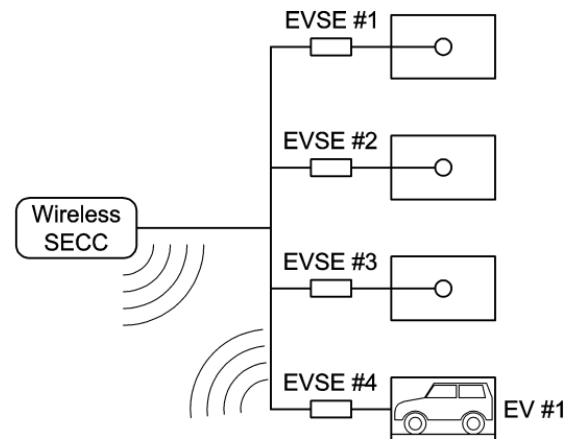 EVSE #1
EVSE #2
Wireless
SECC
EVSE #3
EVSE #4
EV #1